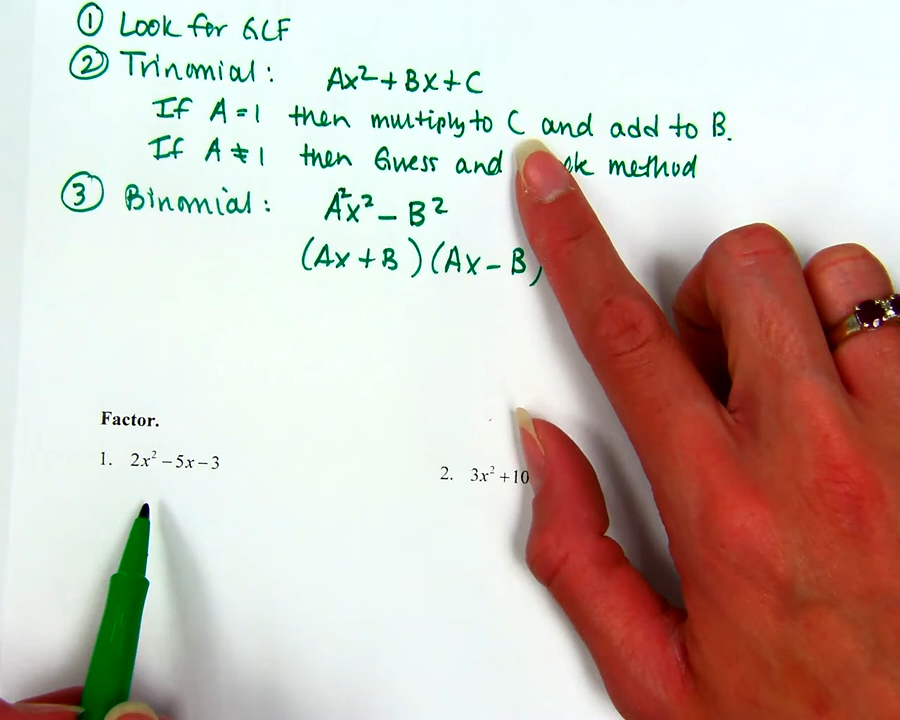 ① Look for GCF
② Trinomial: Ax²+Bx+C
If A=1 then multiply to C and add to B.
If A≠1 then Guess and method
③ Binomial: A²x² − B²
(Ax+B)(Ax−B)
Factor.
1. 2x² − 5x − 3
2. 3x² + 10